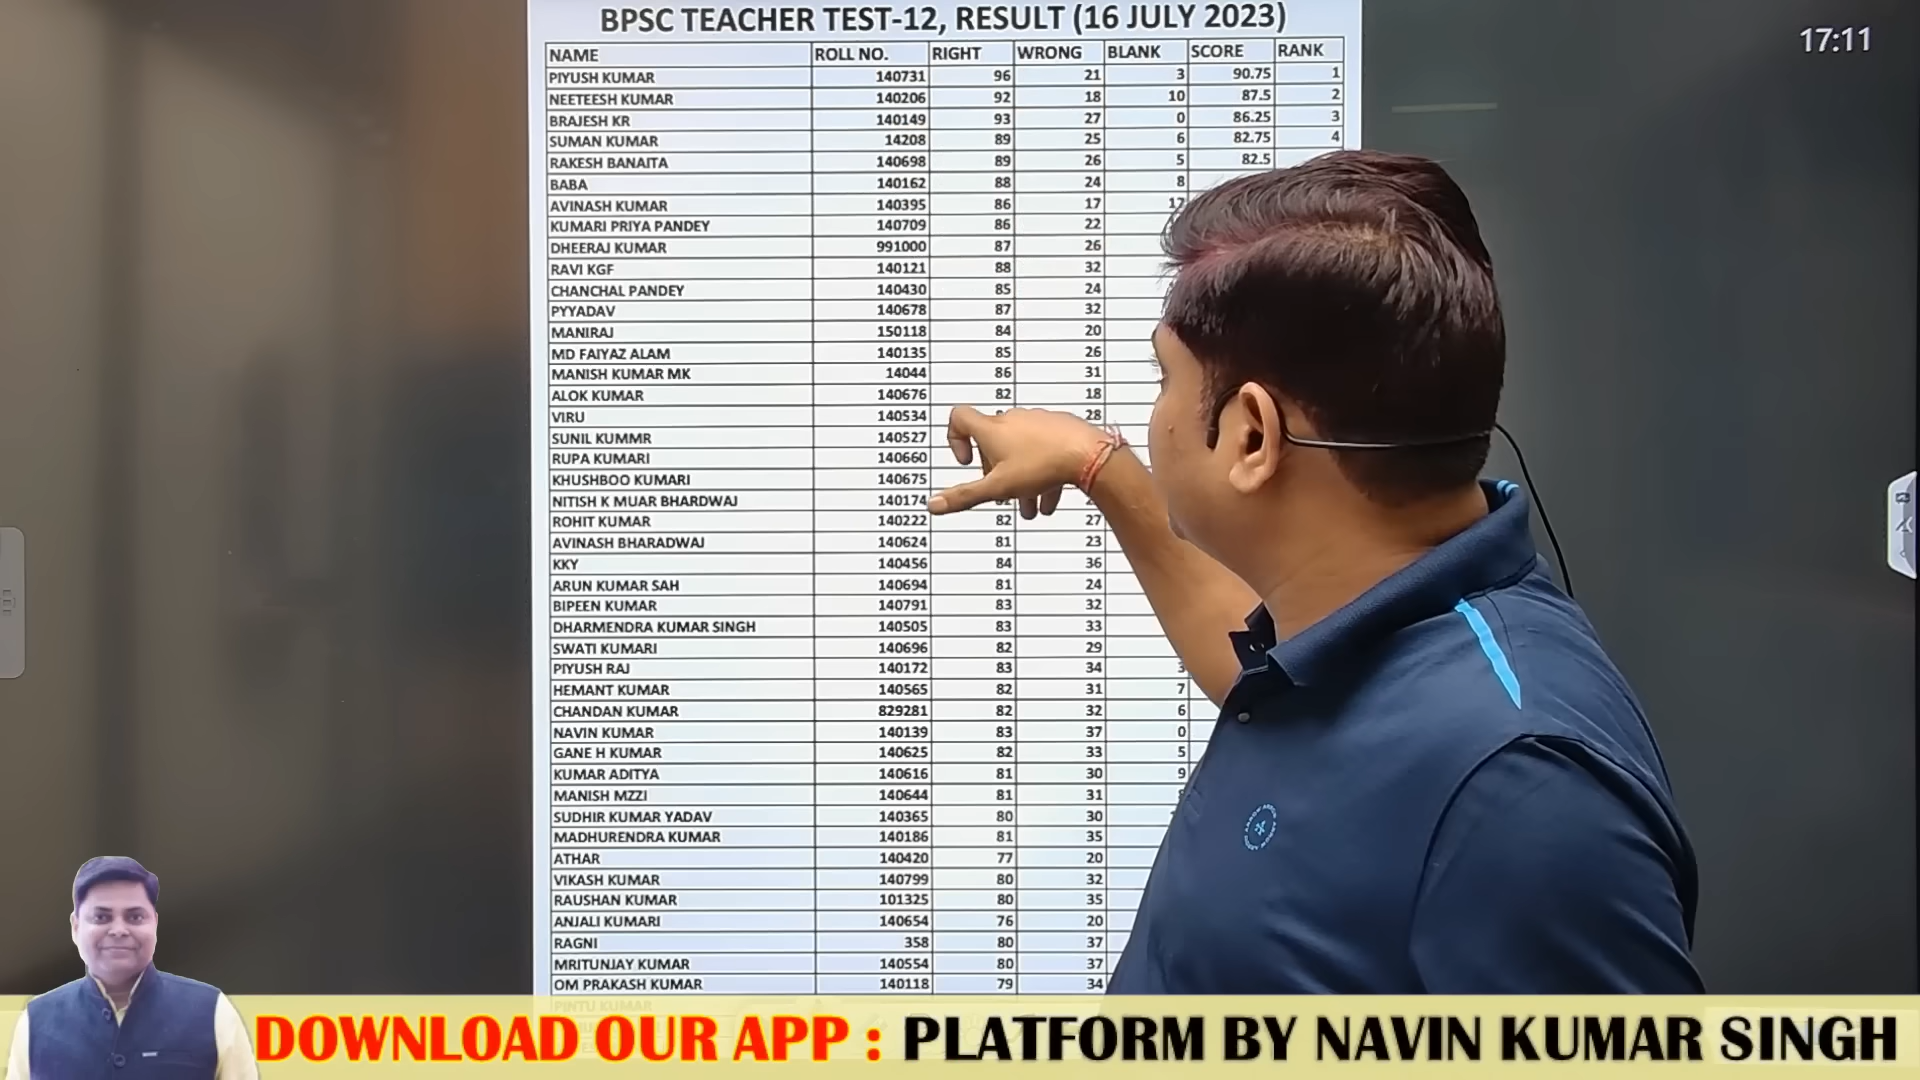 BPSC TEACHER TEST-12, RESULT (16 JULY 2023)
17:11
NAME ROLL NO. RIGHT WRONG BLANK SCORE RANK
PIYUSH KUMAR 140731 96 21 3 90.75 1
NEETEESH KUMAR 140206 92 18 10 87.5 2
BRAJESH KR 140149 93 27 0 86.25 3
SUMAN KUMAR 14208 89 25 6 82.75 4
RAKESH BANAITA 140698 89 26 5 82.5
BABA 140162 88 24 8
AVINASH KUMAR 140395 86 17
KUMARI PRIYA PANDEY 140709 86 22
DHEERAJ KUMAR 991000 87 26
RAVI KGF 140121 88 32
CHANCHAL PANDEY 140430 85 24
PYYADAV 140678 87 32
MANIRAJ 150118 84 20
MD FAIYAZ ALAM 140135 85 26
MANISH KUMAR MK 14044 86 31
ALOK KUMAR 140676 82 18
VIRU 140534 28
SUNIL KUMMR 140527
RUPA KUMARI 140660
KHUSHBOO KUMARI 140675
NITISH K MUAR BHARDWAJ 140174
ROHIT KUMAR 140222 82 27
AVINASH BHARADWAJ 140624 81 23
KKY 140456 84 36
ARUN KUMAR SAH 140694 81 24
BIPEEN KUMAR 140791 83 32
DHARMENDRA KUMAR SINGH 140505 83 33
SWATI KUMARI 140696 82 29
PIYUSH RAJ 140172 83 34 3
HEMANT KUMAR 140565 82 31 7
CHANDAN KUMAR 829281 82 32 6
NAVIN KUMAR 140139 83 37 0
GANE H KUMAR 140625 82 33 5
KUMAR ADITYA 140616 81 30 9
MANISH MZZI 140644 81 31
SUDHIR KUMAR YADAV 140365 80 30
MADHURENDRA KUMAR 140186 81 35
ATHAR 140420 77 20
VIKASH KUMAR 140799 80 32
RAUSHAN KUMAR 101325 80 35
ANJALI KUMARI 140654 76 20
RAGNI 358 80 37
MRITUNJAY KUMAR 140554 80 37
OM PRAKASH KUMAR 140118 79 34
PINTU KUMAR
DOWNLOAD OUR APP : PLATFORM BY NAVIN KUMAR SINGH